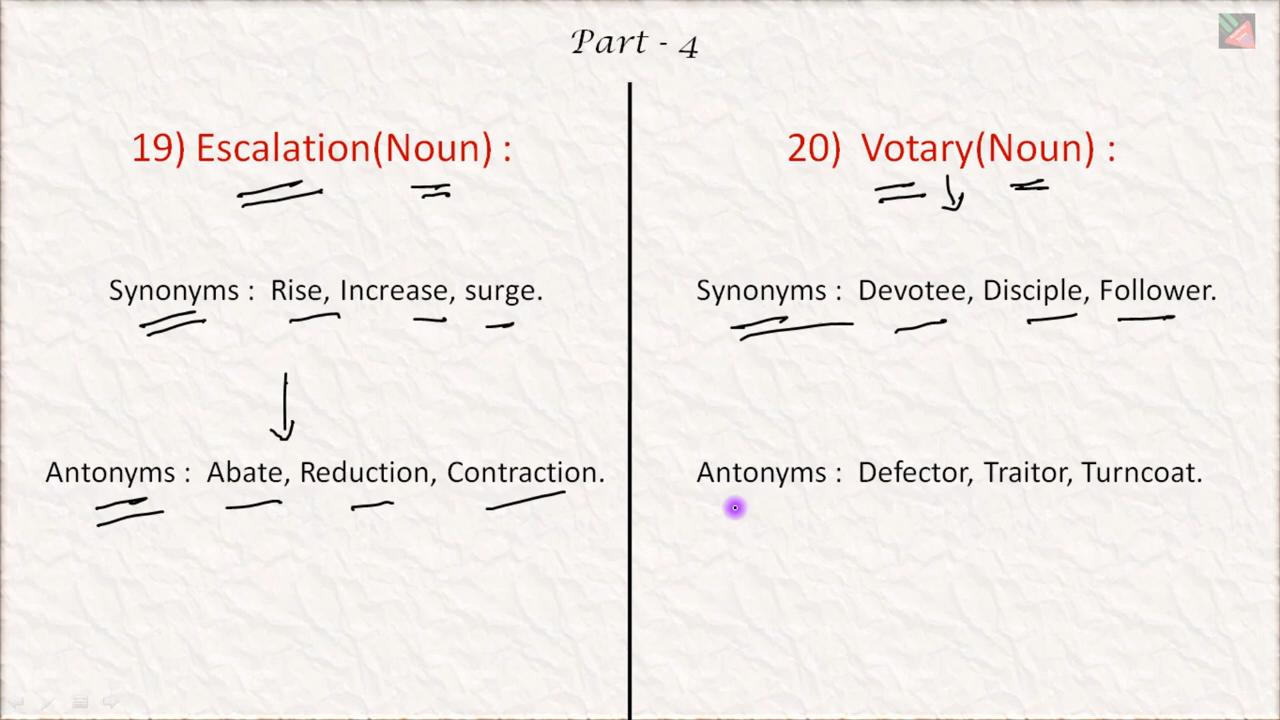 Part - 4
19) Escalation(Noun) :
Synonyms : Rise, Increase, surge.
Antonyms : Abate, Reduction, Contraction.
20) Votary(Noun) :
Synonyms : Devotee, Disciple, Follower.
Antonyms : Defector, Traitor, Turncoat.